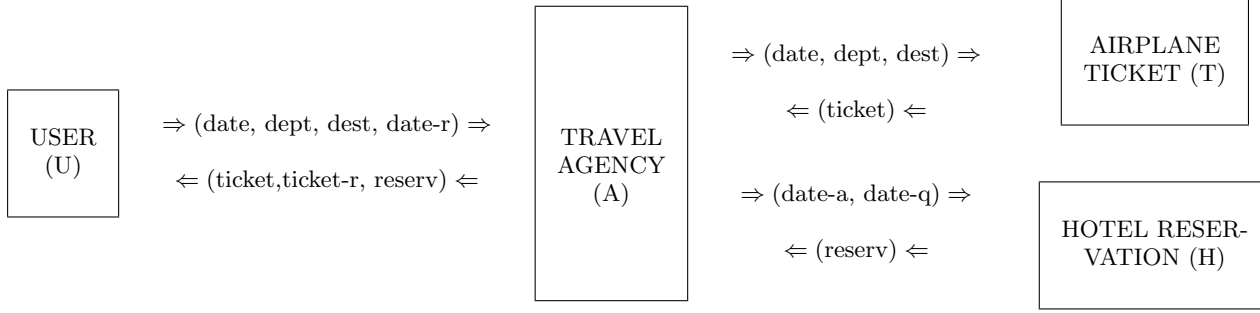 USER
(U)
⇒ (date, dept, dest, date-r) ⇒
⇐ (ticket,ticket-r, reserv) ⇐
TRAVEL
AGENCY
(A)
⇒ (date, dept, dest) ⇒
⇐ (ticket) ⇐
⇒ (date-a, date-q) ⇒
⇐ (reserv) ⇐
AIRPLANE
TICKET (T)
HOTEL RESER-
VATION (H)